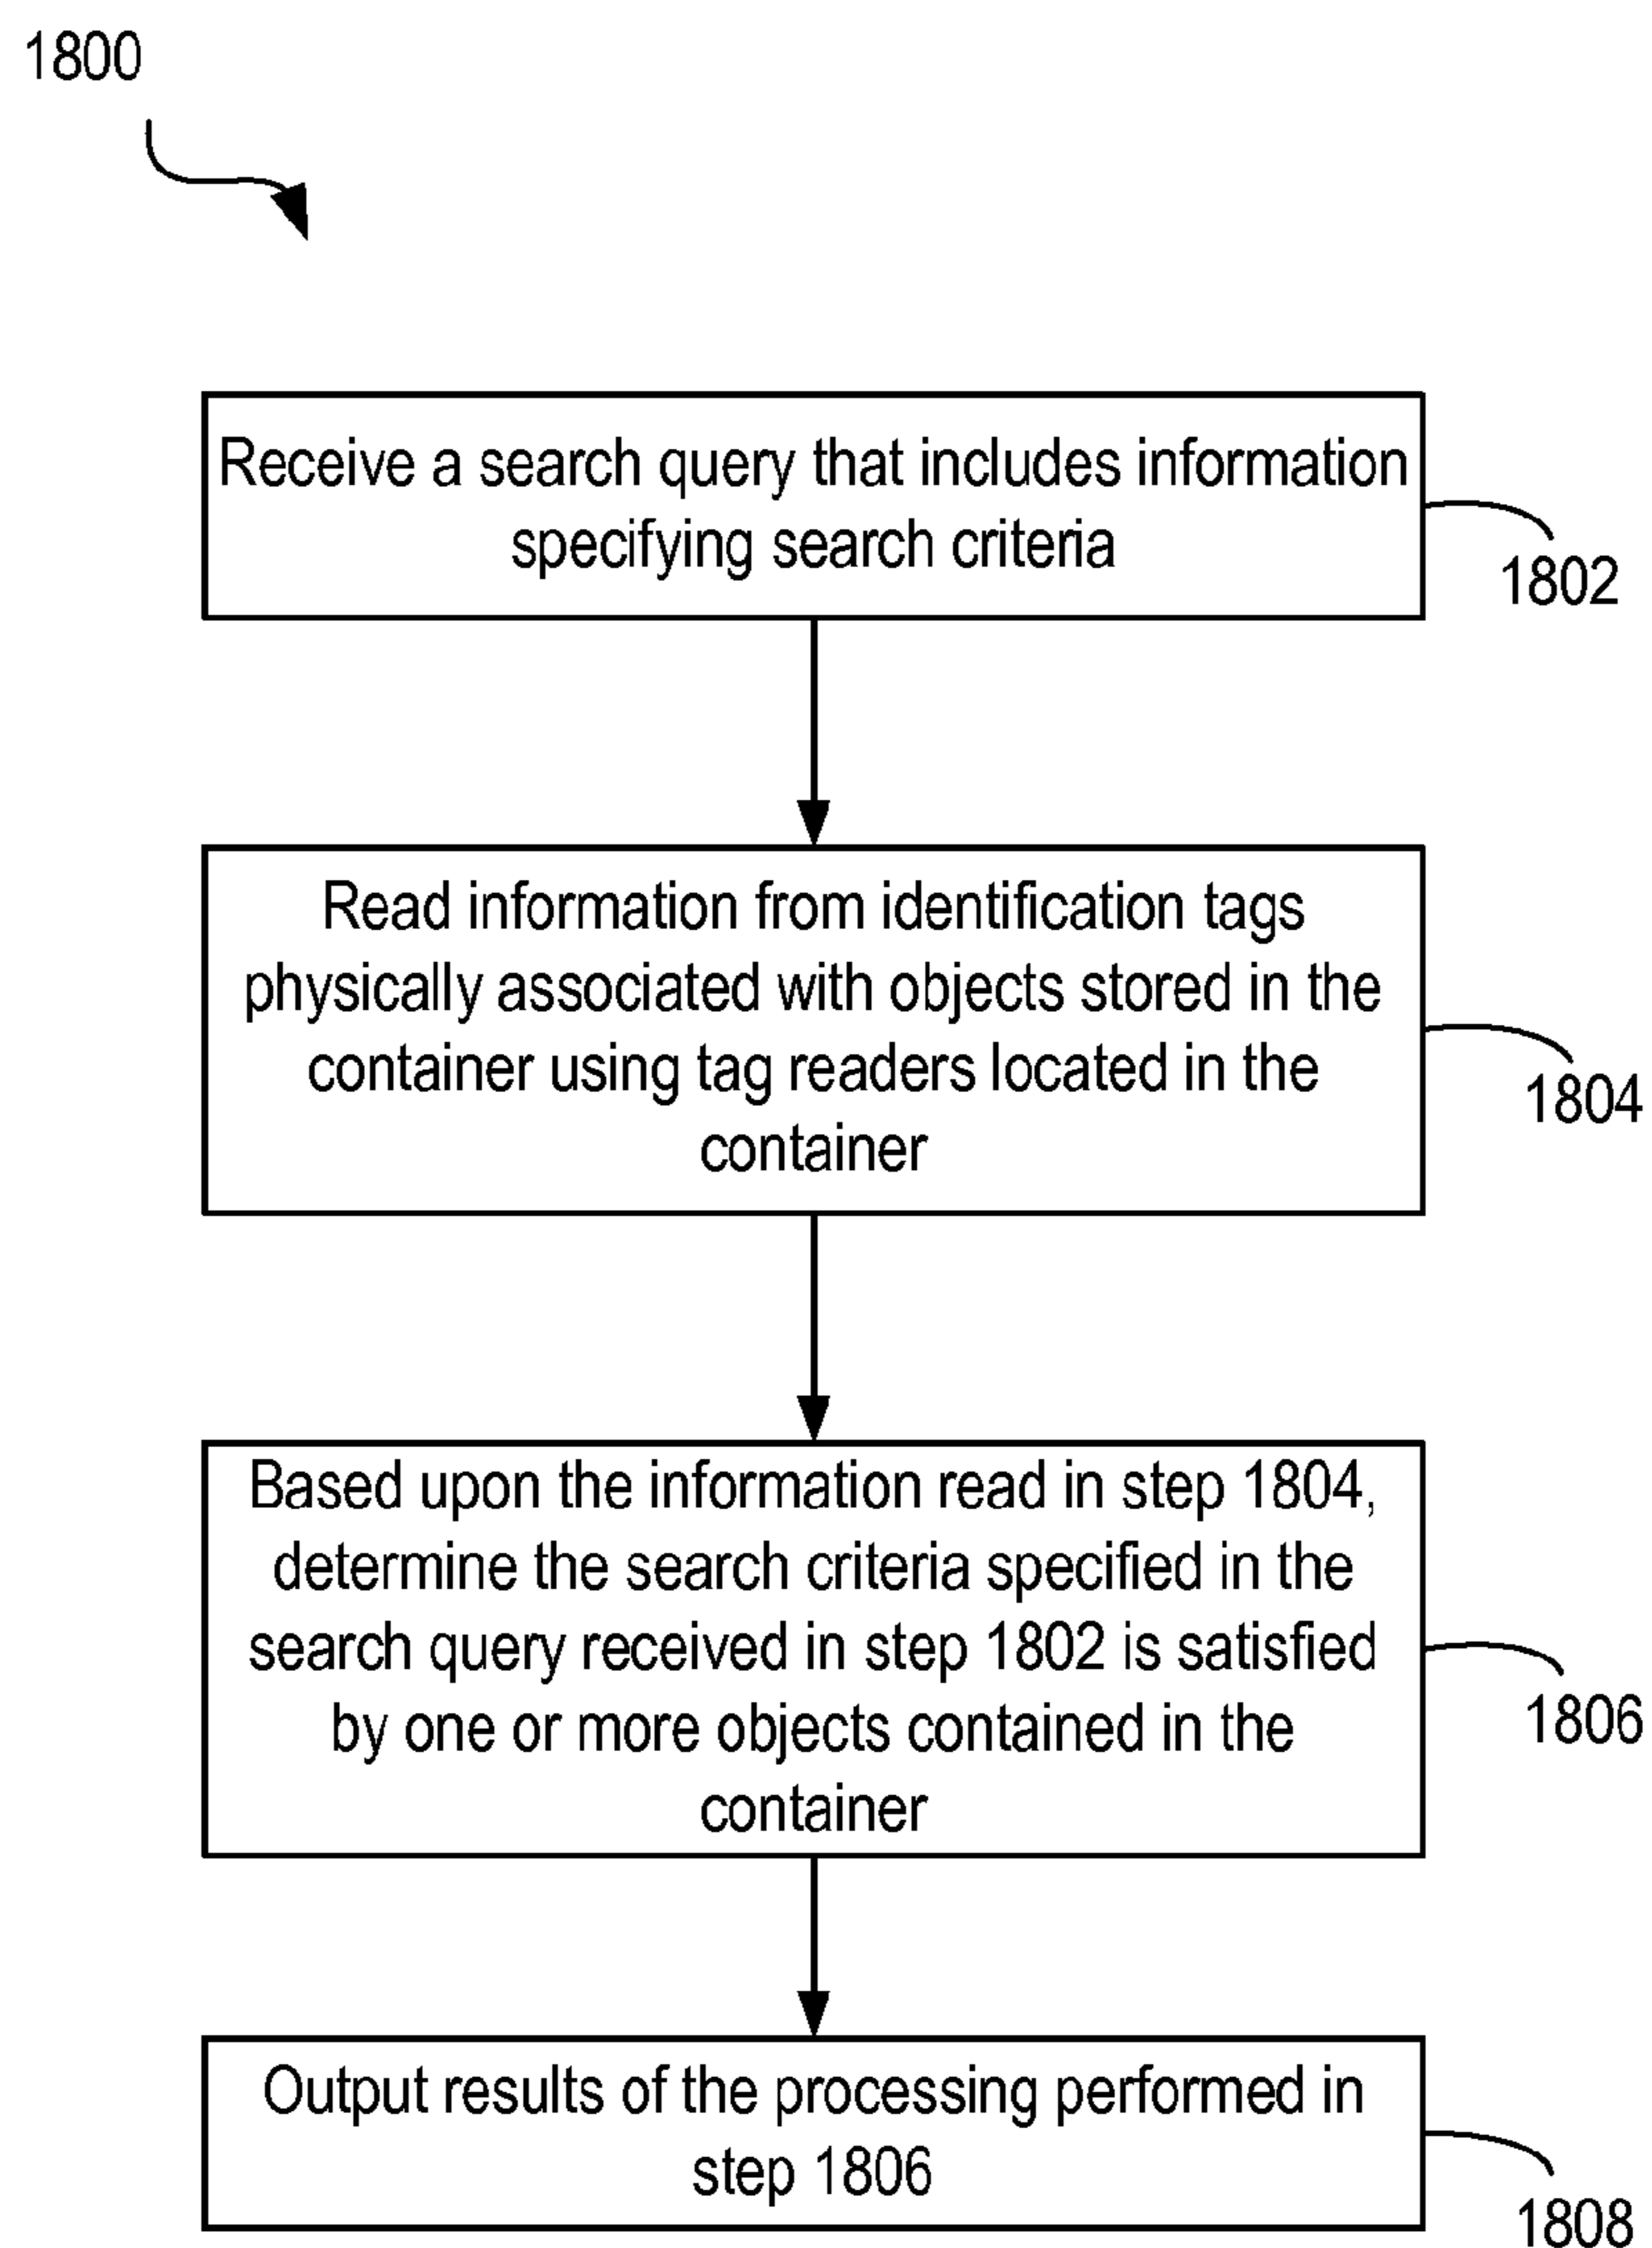 1800
Receive a search query that includes information
specifying search criteria
1802
Read information from identification tags
physically associated with objects stored in the
container using tag readers located in the
container
1804
Based upon the information read in step 1804,
determine the search criteria specified in the
search query received in step 1802 is satisfied
by one or more objects contained in the
container
1806
Output results of the processing performed in
step 1806
1808